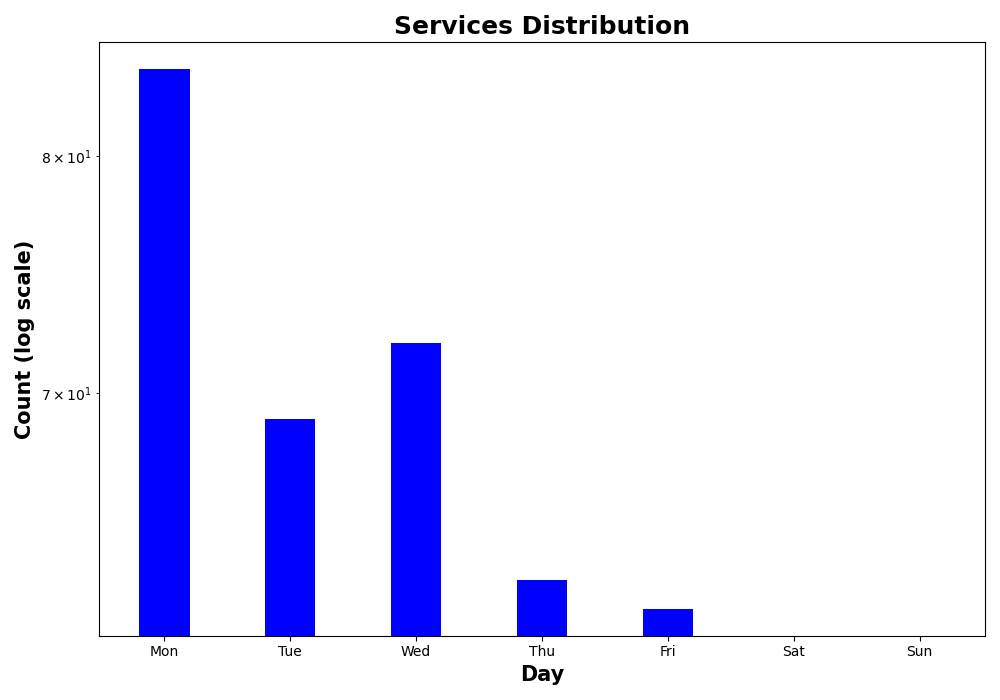 Services Distribution
Count (log scale)
8 × 10¹
7 × 10¹
Mon Tue Wed Thu Fri Sat Sun
Day